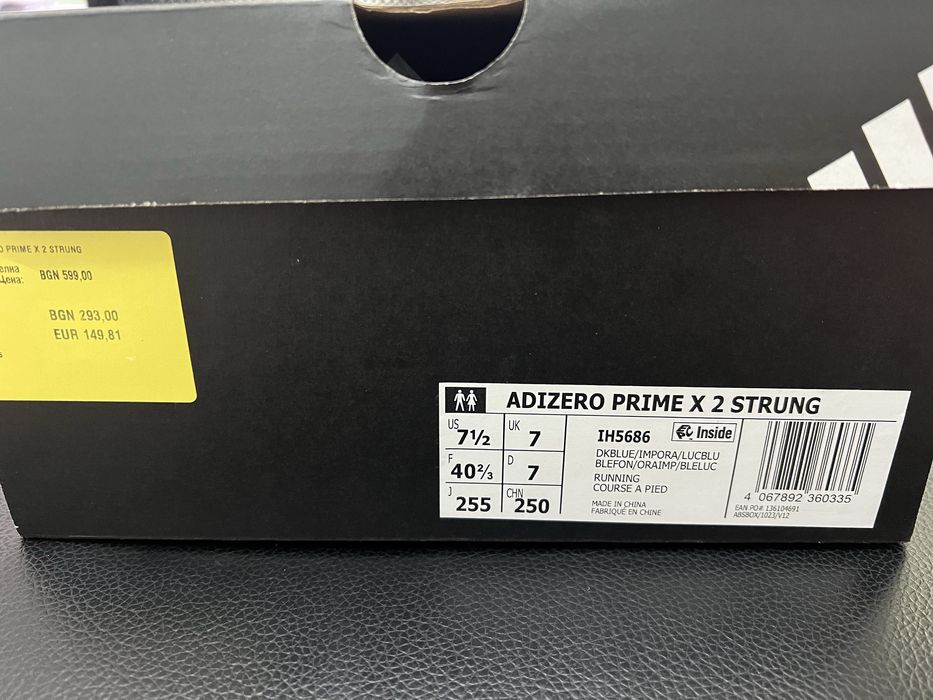 PRIME X 2 STRUNG
Цена: BGN 599,00
BGN 293,00
EUR 149,81
ADIZERO PRIME X 2 STRUNG
US 7½ UK 7
F 40⅔ D 7
J 255 CHN 250
IH5686 Inside
DKBLUE/IMPORA/LUCBLU
BLEFON/ORAIMP/BLELUC
RUNNING
COURSE A PIED
MADE IN CHINA
FABRIQUÉ EN CHINE
4 067892 360335
EAN PO# 136104691
ABSBOX/1023/V12